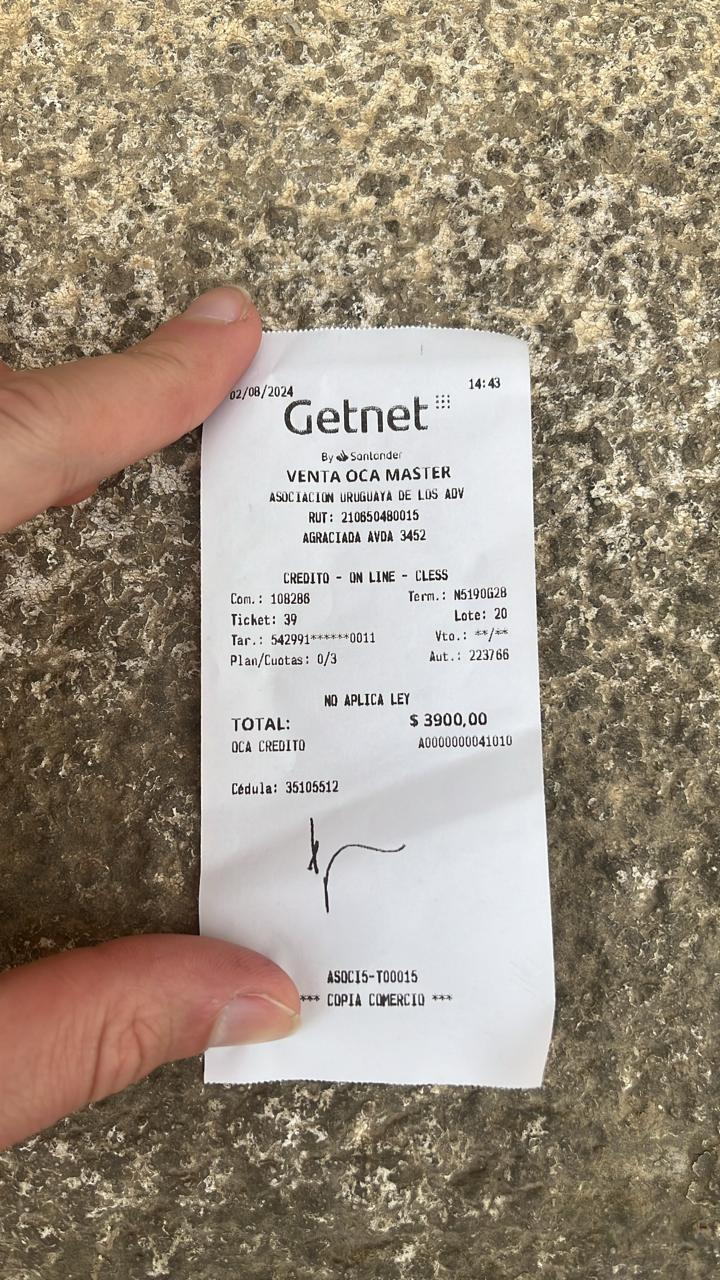 02/08/2024 14:43
Getnet
By Santander
VENTA OCA MASTER
ASOCIACION URUGUAYA DE LOS ADV
RUT: 210650480015
AGRACIADA AVDA 3452
CREDITO - ON LINE - CLESS
Com.: 108286 Term.: N5190G28
Ticket: 39 Lote: 20
Tar.: 542991******0011 Vto.: **/**
Plan/Cuotas: 0/3 Aut.: 223766
NO APLICA LEY
TOTAL: $ 3900,00
OCA CREDITO A0000000041010
Cédula: 35105512
ASOCI5-T00015
*** COPIA COMERCIO ***